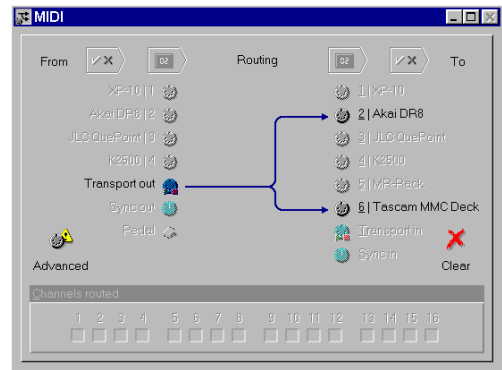 MIDI
From Routing To
XP-10 | 1 1 | XP-10
Akai DR8 | 2 2 | Akai DR8
JLC QuePoint | 3 3 | JLC QuePoint
K2500 | 4 4 | K2500
Transport out 5 | MR-Rack
Sync out 6 | Tascam MMC Deck
Pedal Transport in
Sync in
Advanced Clear
Channels routed
1 2 3 4 5 6 7 8 9 10 11 12 13 14 15 16